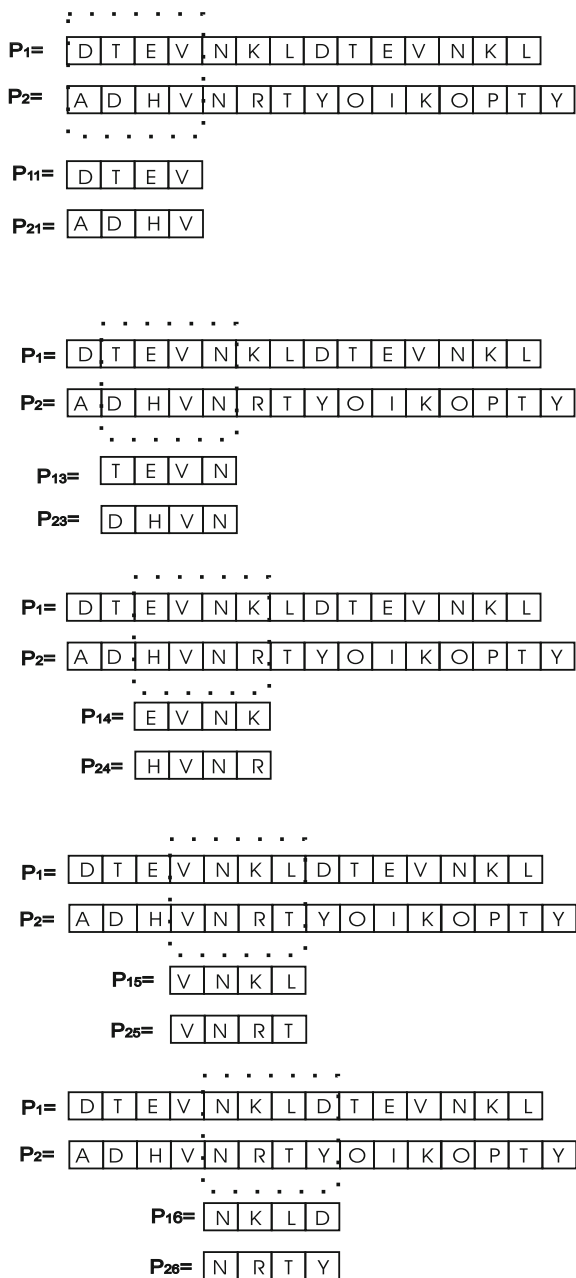 P1= D T E V N K L D T E V N K L
P2= A D H V N R T Y O I K O P T Y
P11= D T E V
P21= A D H V
P1= D T E V N K L D T E V N K L
P2= A D H V N R T Y O I K O P T Y
P13= T E V N
P23= D H V N
P1= D T E V N K L D T E V N K L
P2= A D H V N R T Y O I K O P T Y
P14= E V N K
P24= H V N R
P1= D T E V N K L D T E V N K L
P2= A D H V N R T Y O I K O P T Y
P15= V N K L
P25= V N R T
P1= D T E V N K L D T E V N K L
P2= A D H V N R T Y O I K O P T Y
P16= N K L D
P26= N R T Y